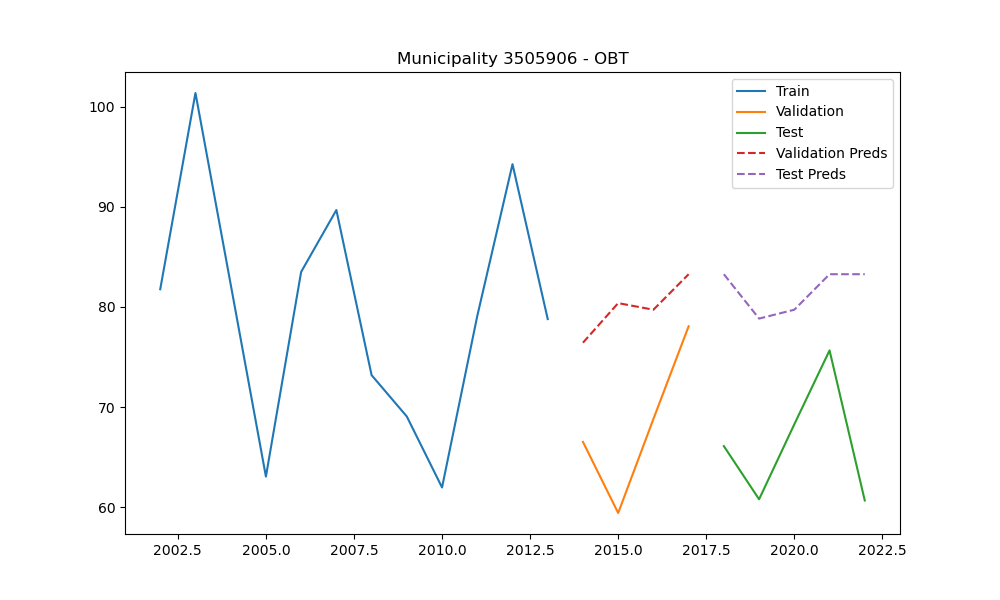 Municipality 3505906 - OBT
Train
Validation
Test
Validation Preds
Test Preds
100
90
80
70
60
2002.5 2005.0 2007.5 2010.0 2012.5 2015.0 2017.5 2020.0 2022.5